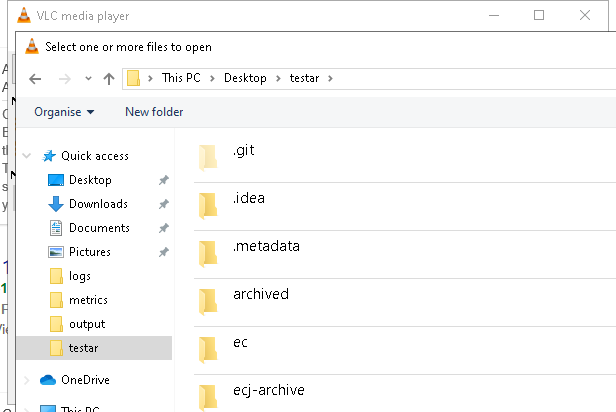 VLC media player
Select one or more files to open
This PC > Desktop > testar >
Organise New folder
Quick access
Desktop
Downloads
Documents
Pictures
logs
metrics
output
testar
OneDrive
This PC
.git
.idea
.metadata
archived
ec
ecj-archive